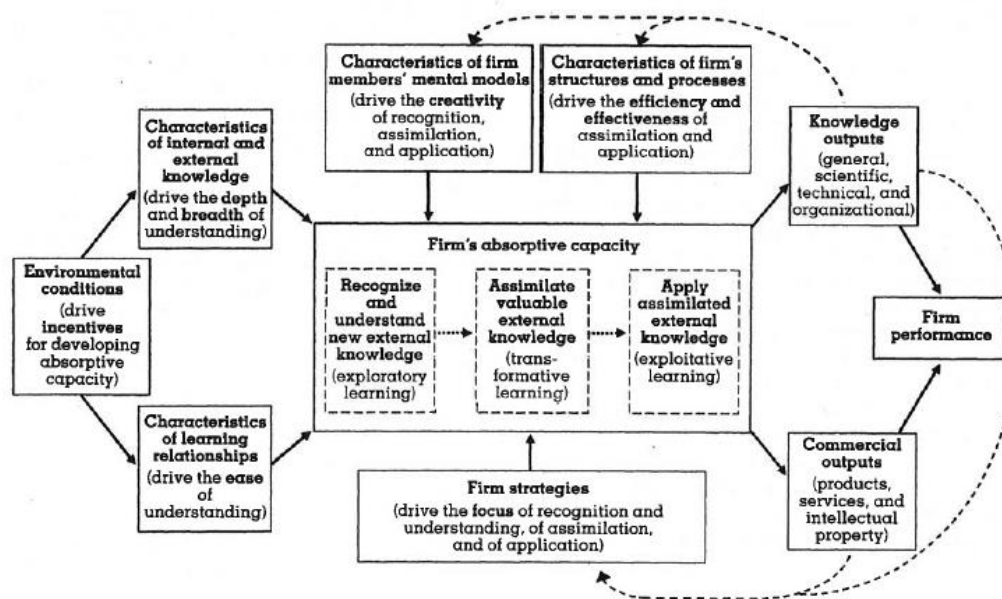 Characteristics of firm
members' mental models
(drive the creativity
of recognition,
assimilation,
and application)
Characteristics of firm's
structures and processes
(drive the efficiency and
effectiveness of
assimilation and
application)
Characteristics
of internal and
external
knowledge
(drive the depth
and breadth of
understanding)
Knowledge
outputs
(general,
scientific,
technical, and
organizational)
Environmental
conditions
(drive
incentives
for developing
absorptive
capacity)
Firm's absorptive capacity
Recognize
and
understand
new external
knowledge
(exploratory
learning)
Assimilate
valuable
external
knowledge
(trans-
formative
learning)
Apply
assimilated
external
knowledge
(exploitative
learning)
Firm
performance
Characteristics
of learning
relationships
(drive the ease
of
understanding)
Firm strategies
(drive the focus of recognition and
understanding, of assimilation,
and of application)
Commercial
outputs
(products,
services, and
intellectual
property)